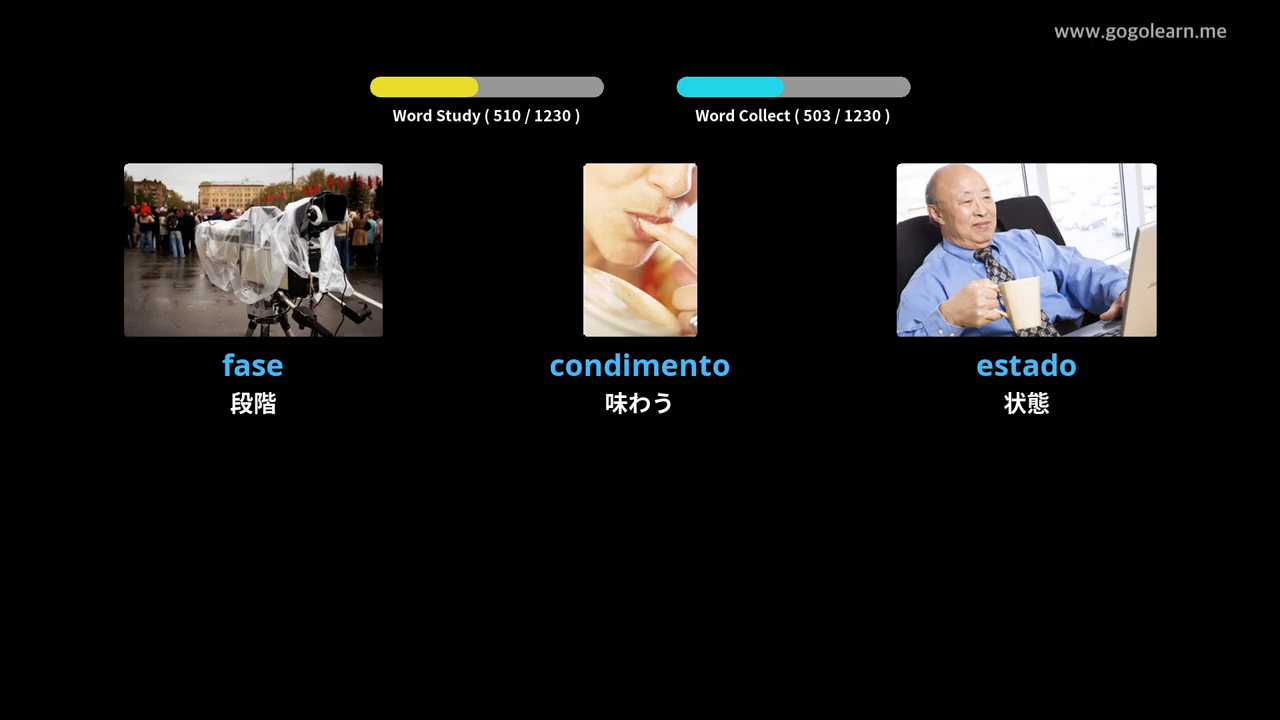 www.gogolearn.me
Word Study ( 510 / 1230 )
Word Collect ( 503 / 1230 )
fase
段階
condimento
味わう
estado
状態